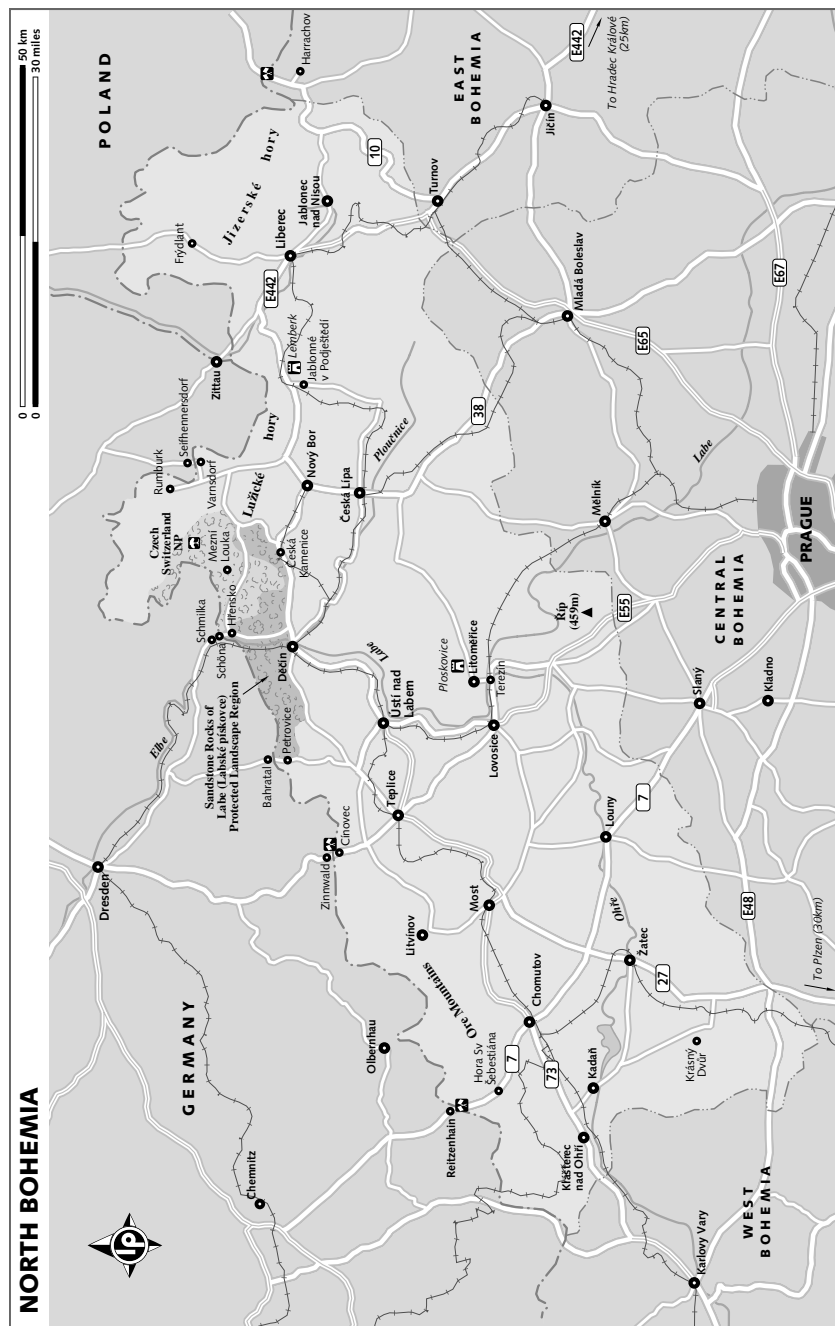 NORTH BOHEMIA
0 50 km
0 30 miles
POLAND
GERMANY
EAST
BOHEMIA
Harrachov
Jizerské hory
Frýdlant
Liberec
Jablonec
nad Nisou
10
E442
Turnov
Jičín
E442
To Hradec Králové
(25km)
Zittau
Lemberk
Jablonné
v Podještědí
Seifhennersdorf
Rumburk
Varnsdorf
Lužické hory
Nový Bor
Česká Lípa
Ploučnice
38
Mladá Boleslav
E65
E67
Czech
Switzerland
NP
Mezní
Louka
Česká
Kamenice
Schmilka
Schöna
Hřensko
Děčín
Labe
Elbe
Sandstone Rocks of
Labe (Labské pískovce)
Protected Landscape Region
Bahratal
Petrovice
Ústí nad
Labem
Ploskovice
Litoměřice
Terezín
Lovosice
Říp
(459m)
E55
Mělník
Labe
PRAGUE
CENTRAL
BOHEMIA
Slaný
Kladno
Dresden
Zinnwald
Cínovec
Teplice
Litvínov
Most
Louny
7
E48
Ohře
Žatec
27
To Plzen (30km)
Olbernhau
Ore Mountains
Chomutov
Reitzenhain
Hora Sv
Šebestiána
7
73
Kadaň
Krásný
Dvůr
Klášterec
nad Ohří
Chemnitz
Karlovy Vary
WEST
BOHEMIA
lp